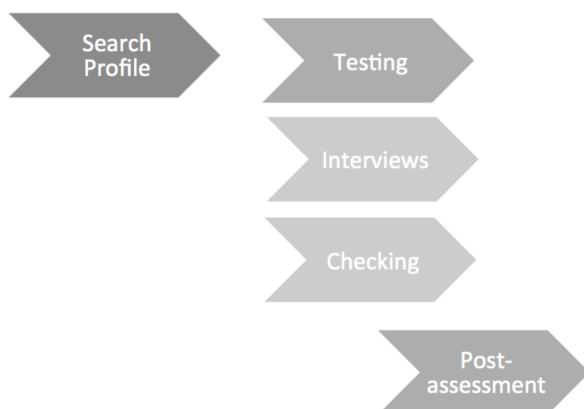 Search
Profile
Testing
Interviews
Checking
Post-
assessment